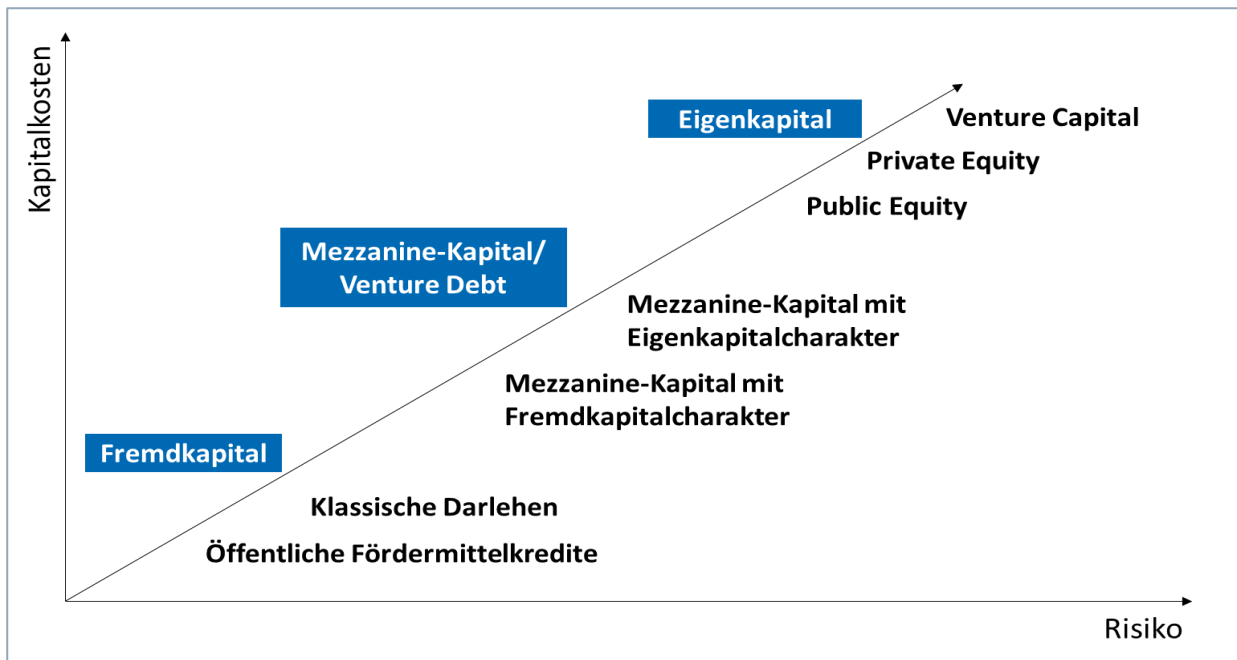 Kapitalkosten
Eigenkapital
Venture Capital
Private Equity
Public Equity
Mezzanine-Kapital/
Venture Debt
Mezzanine-Kapital mit
Eigenkapitalcharakter
Mezzanine-Kapital mit
Fremdkapitalcharakter
Fremdkapital
Klassische Darlehen
Öffentliche Fördermittelkredite
Risiko